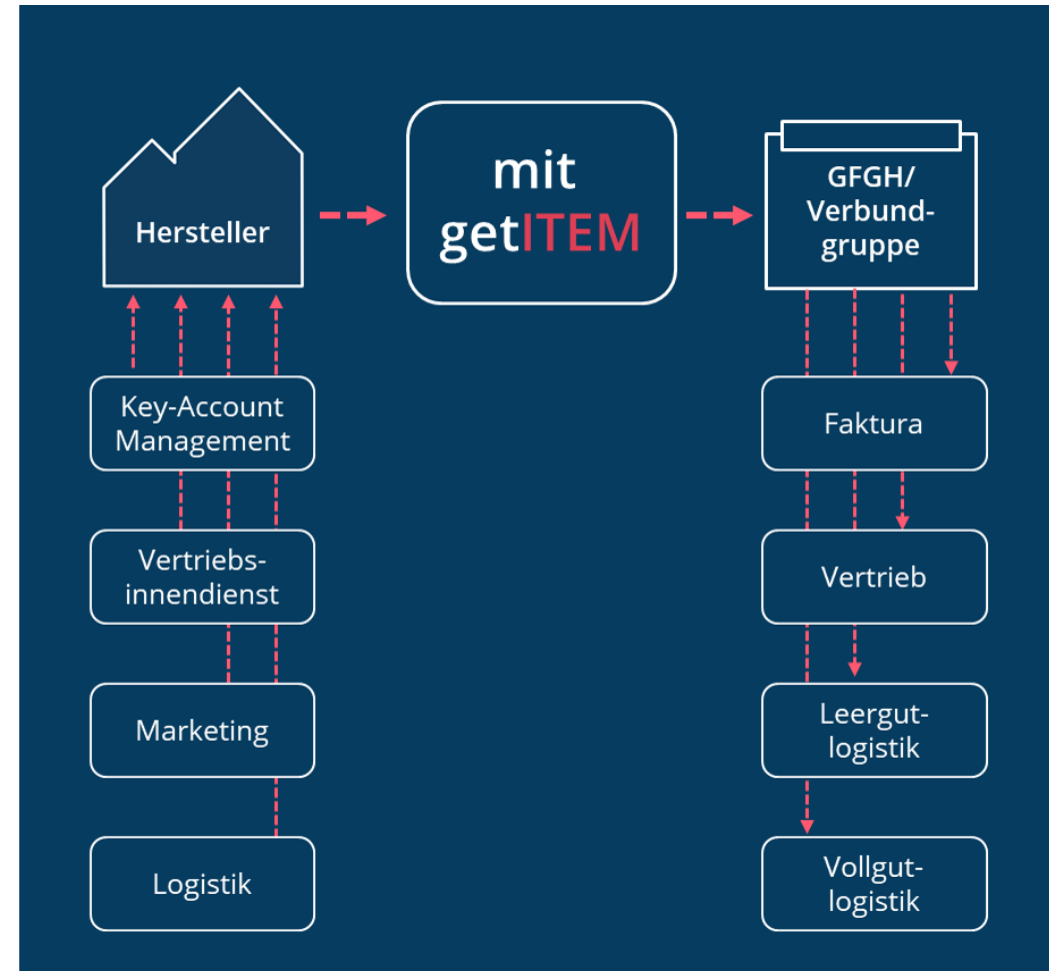 Hersteller
mit
getITEM
GFGH/
Verbund-
gruppe
Key-Account
Management
Vertriebs-
innendienst
Marketing
Logistik
Faktura
Vertrieb
Leergut-
logistik
Vollgut-
logistik